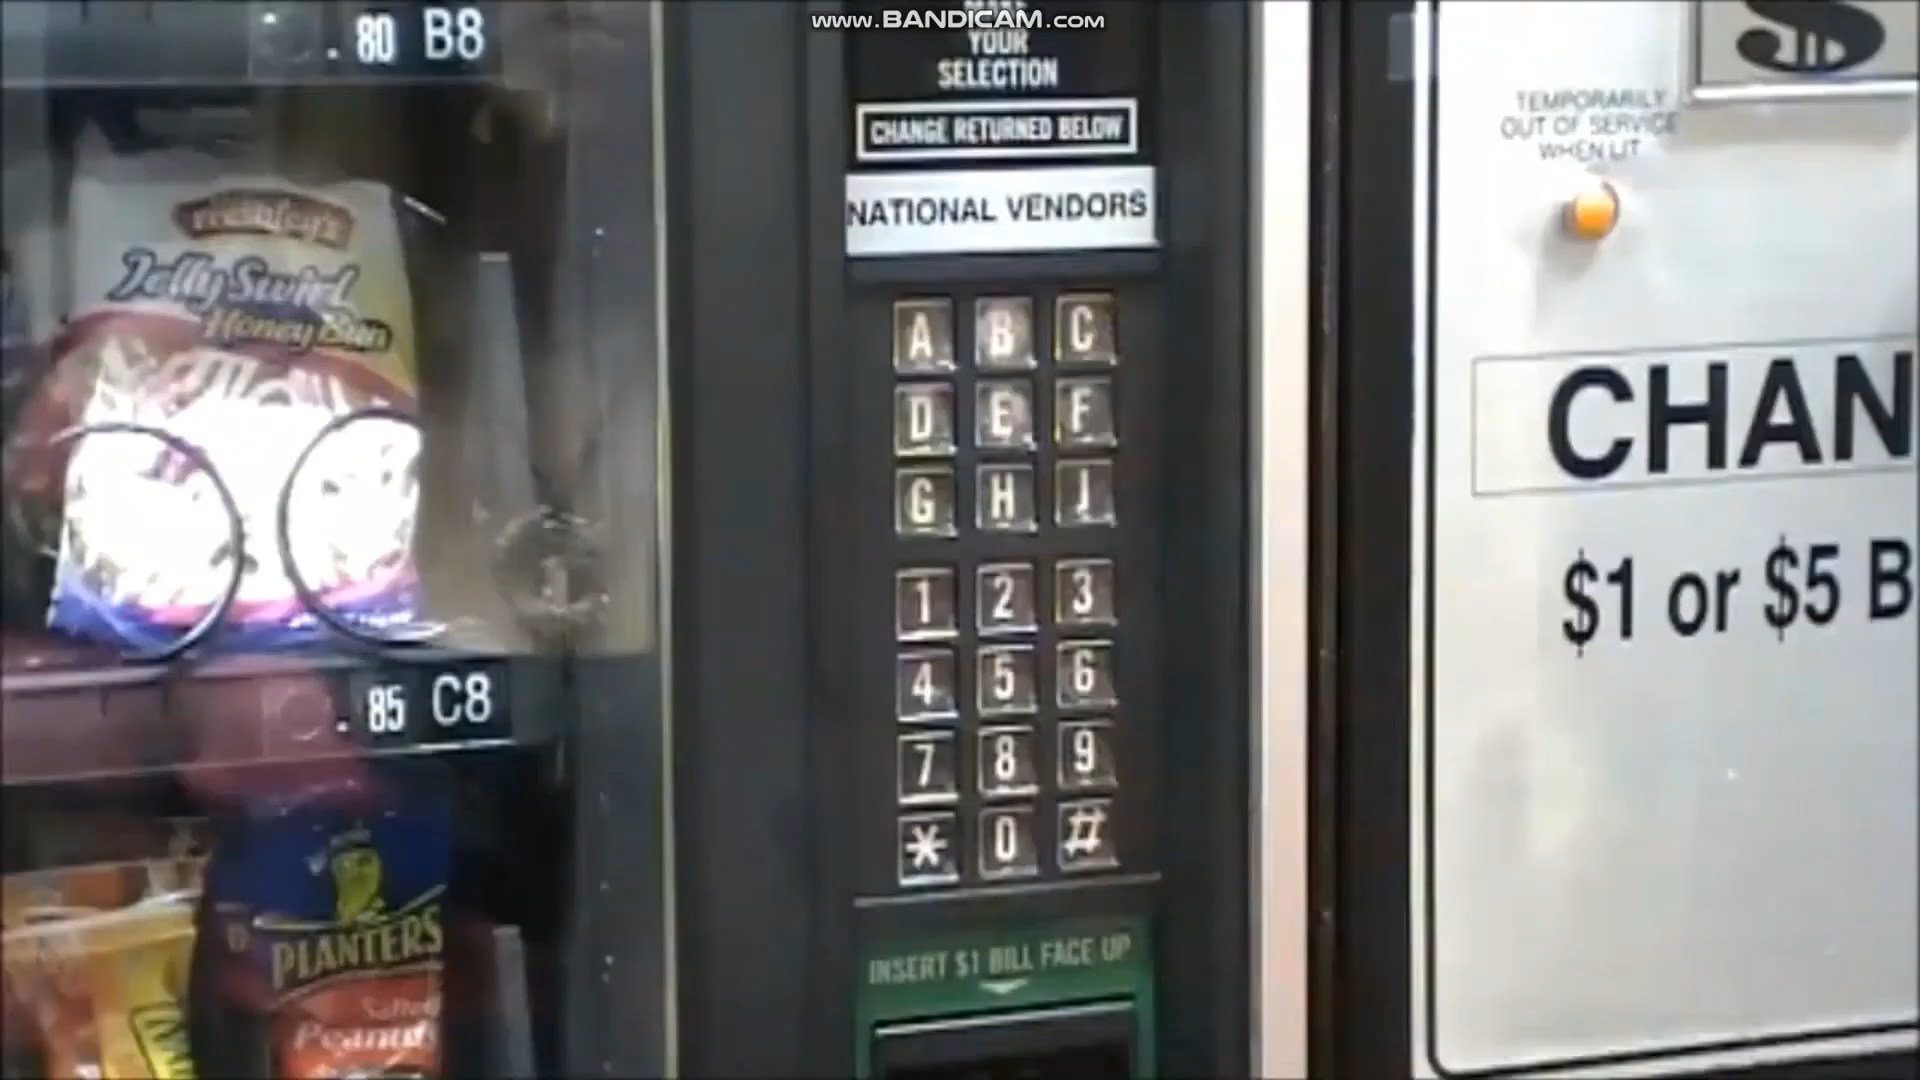 www.BANDICAM.com
.80 B8
Jelly Swirl
Honey Bun
.85 C8
PLANTERS
Salted
Peanuts
YOUR
SELECTION
CHANGE RETURNED BELOW
NATIONAL VENDORS
A B C
D E F
G H J
1 2 3
4 5 6
7 8 9
* 0 #
INSERT $1 BILL FACE UP
$
TEMPORARILY
OUT OF SERVICE
WHEN LIT
CHAN
$1 or $5 B